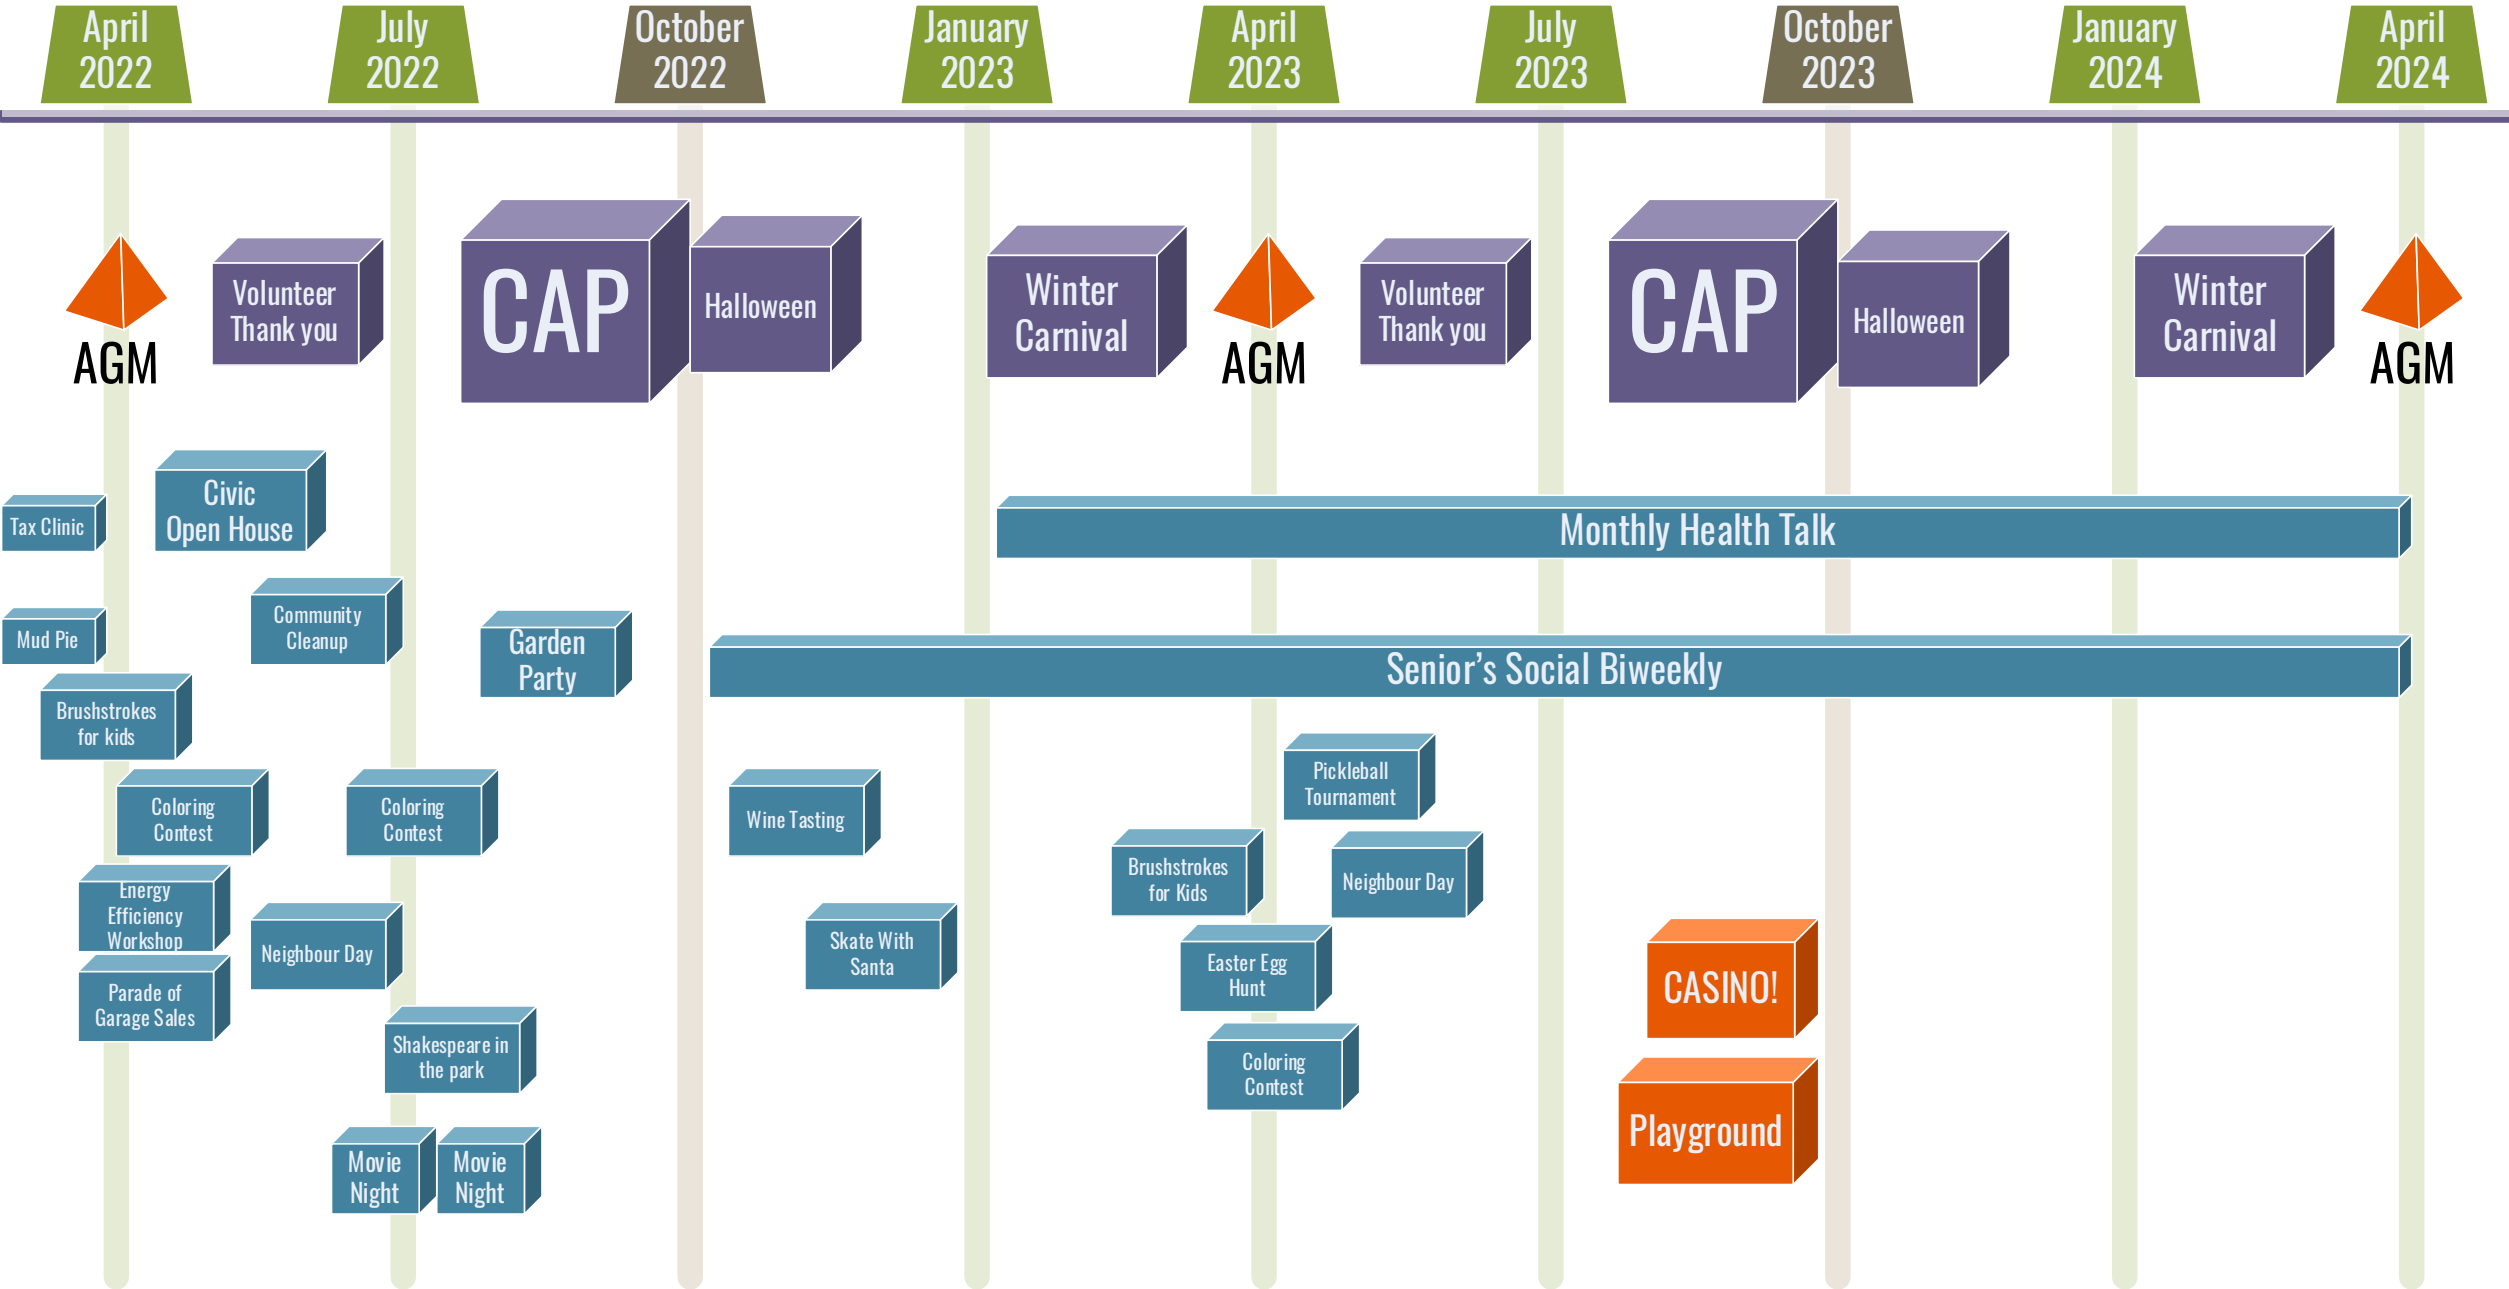 April
2022
July
2022
October
2022
January
2023
April
2023
July
2023
October
2023
January
2024
April
2024
AGM
Volunteer
Thank you
CAP
Halloween
Winter
Carnival
AGM
Volunteer
Thank you
CAP
Halloween
Winter
Carnival
AGM
Tax Clinic
Civic
Open House
Monthly Health Talk
Mud Pie
Community
Cleanup
Garden
Party
Senior’s Social Biweekly
Brushstrokes
for kids
Coloring
Contest
Coloring
Contest
Wine Tasting
Pickleball
Tournament
Brushstrokes
for Kids
Neighbour Day
Energy
Efficiency
Workshop
Neighbour Day
Skate With
Santa
Easter Egg
Hunt
CASINO!
Parade of
Garage Sales
Shakespeare in
the park
Coloring
Contest
Playground
Movie
Night
Movie
Night